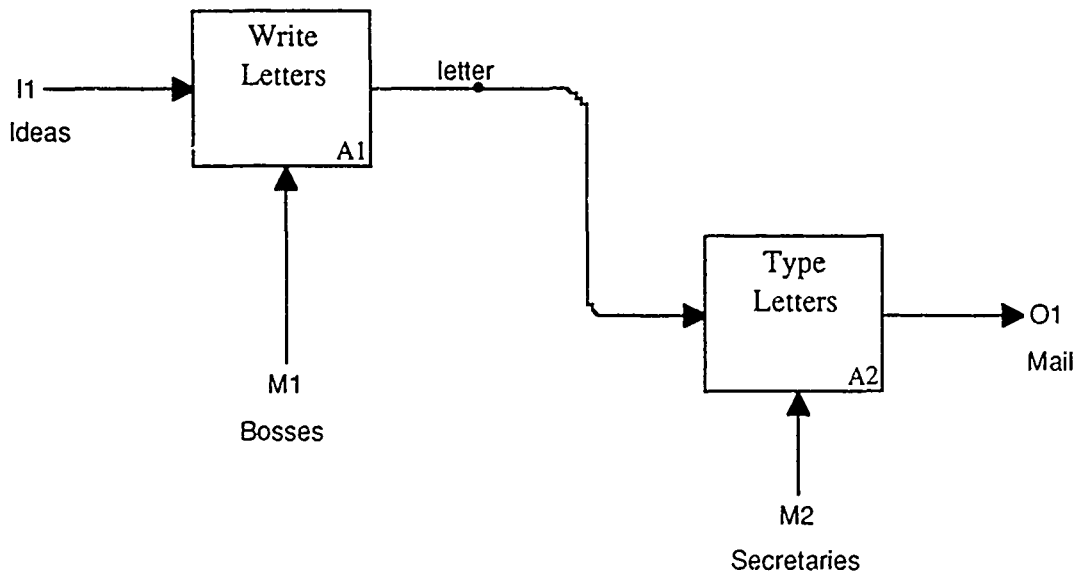 Write
Letters
A1
letter
I1
Ideas
M1
Bosses
Type
Letters
A2
O1
Mail
M2
Secretaries